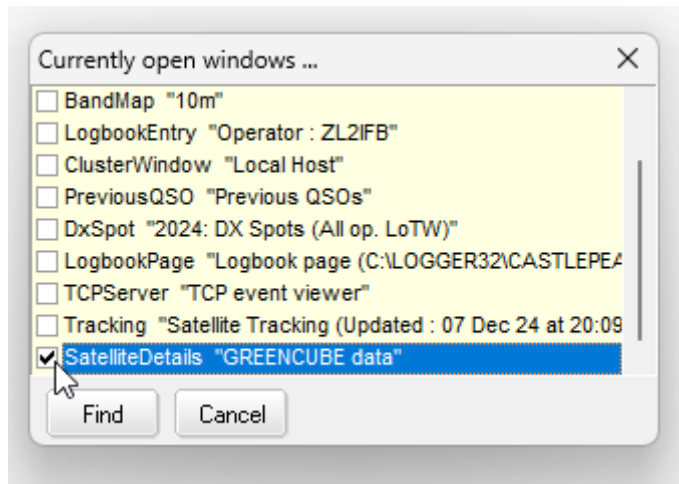 Currently open windows ...
BandMap "10m"
LogbookEntry "Operator : ZL2IFB"
ClusterWindow "Local Host"
PreviousQSO "Previous QSOs"
DxSpot "2024: DX Spots (All op. LoTW)"
LogbookPage "Logbook page (C:\LOGGER32\CASTLEPEA
TCPServer "TCP event viewer"
Tracking "Satellite Tracking (Updated : 07 Dec 24 at 20:09
SatelliteDetails "GREENCUBE data"
Find Cancel